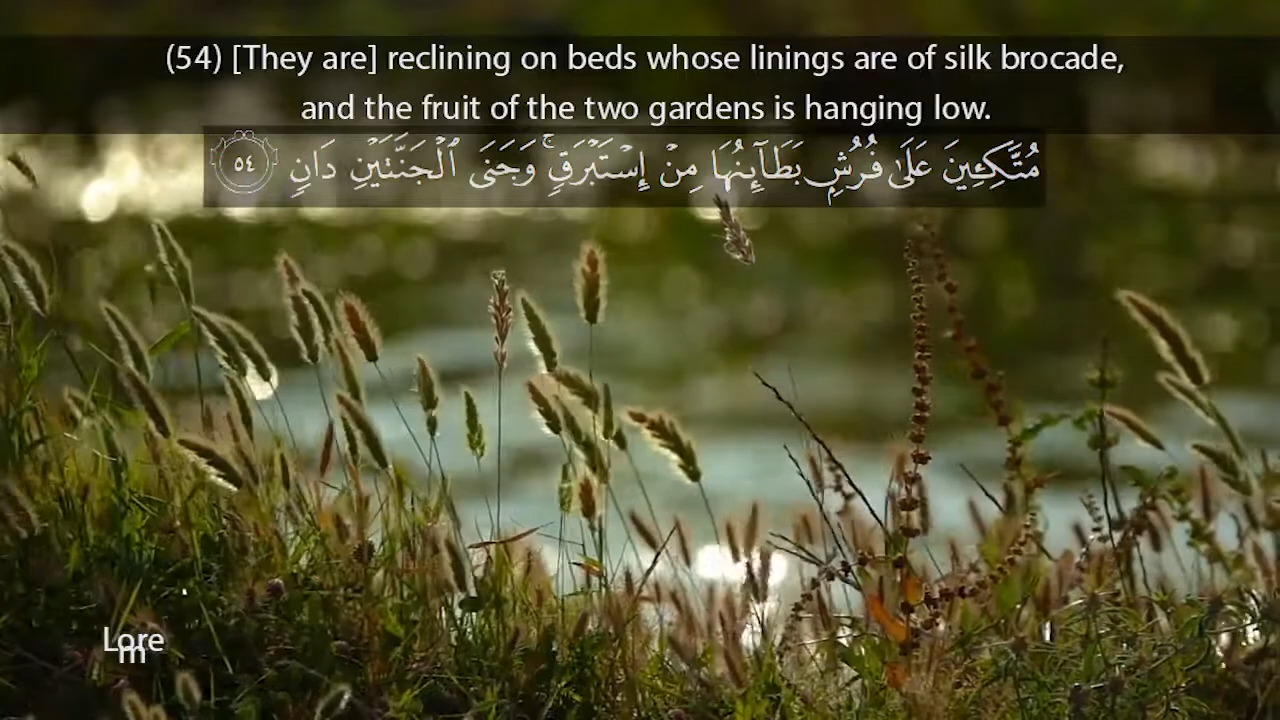 (54) [They are] reclining on beds whose linings are of silk brocade,
and the fruit of the two gardens is hanging low.
مُتَّكِـِٔينَ عَلَىٰ فُرُشٍۭ بَطَآئِنُهَا مِنْ إِسْتَبْرَقٍۚ وَجَنَى ٱلْجَنَّتَيْنِ دَانٍ ٥٤
Lore
m